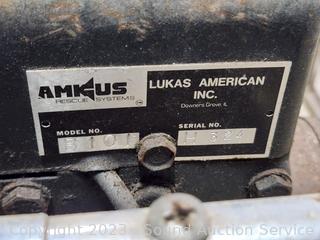 AMKUS
RESCUE SYSTEMS
LUKAS AMERICAN
INC.
Downers Grove, IL
MODEL NO.
SERIAL NO.
Copyright 2023 - Sound Auction Service